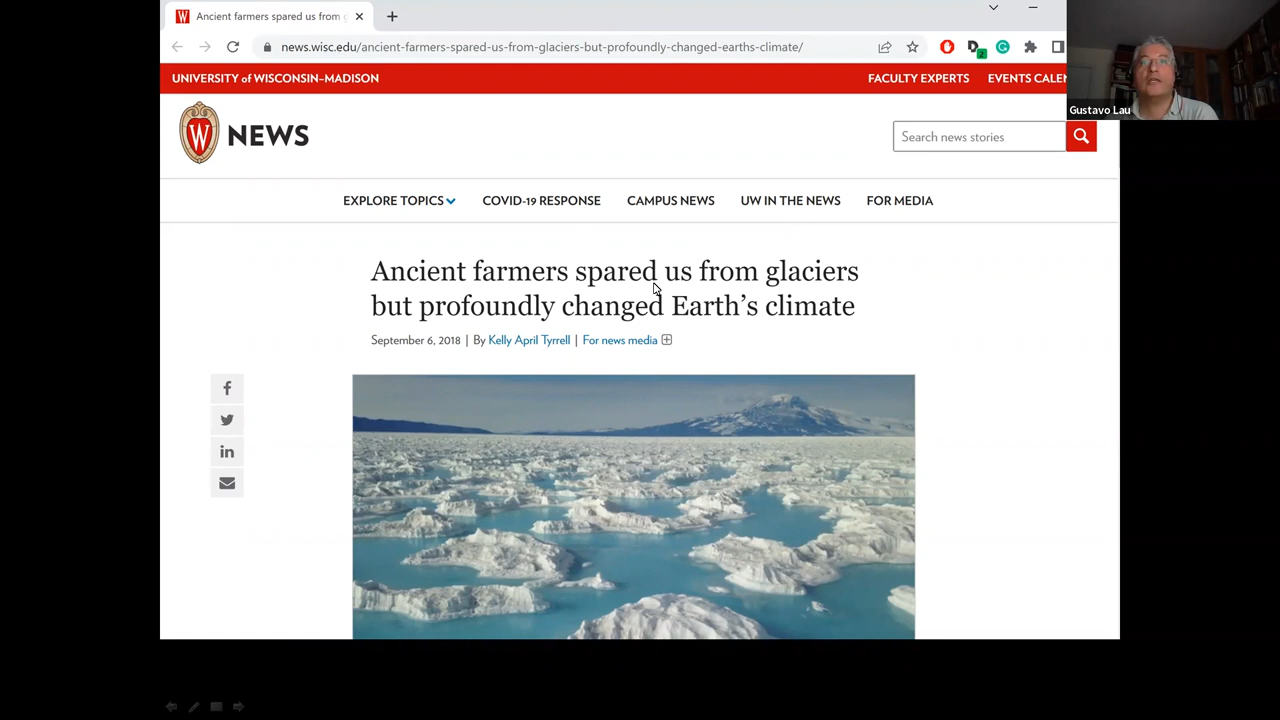 Ancient farmers spared us from
news.wisc.edu/ancient-farmers-spared-us-from-glaciers-but-profoundly-changed-earths-climate/
2
UNIVERSITY of WISCONSIN–MADISON
FACULTY EXPERTS
EVENTS CALEN
Gustavo Lau
W NEWS
Search news stories
EXPLORE TOPICS
COVID-19 RESPONSE
CAMPUS NEWS
UW IN THE NEWS
FOR MEDIA
Ancient farmers spared us from glaciers
but profoundly changed Earth’s climate
September 6, 2018 | By Kelly April Tyrrell | For news media